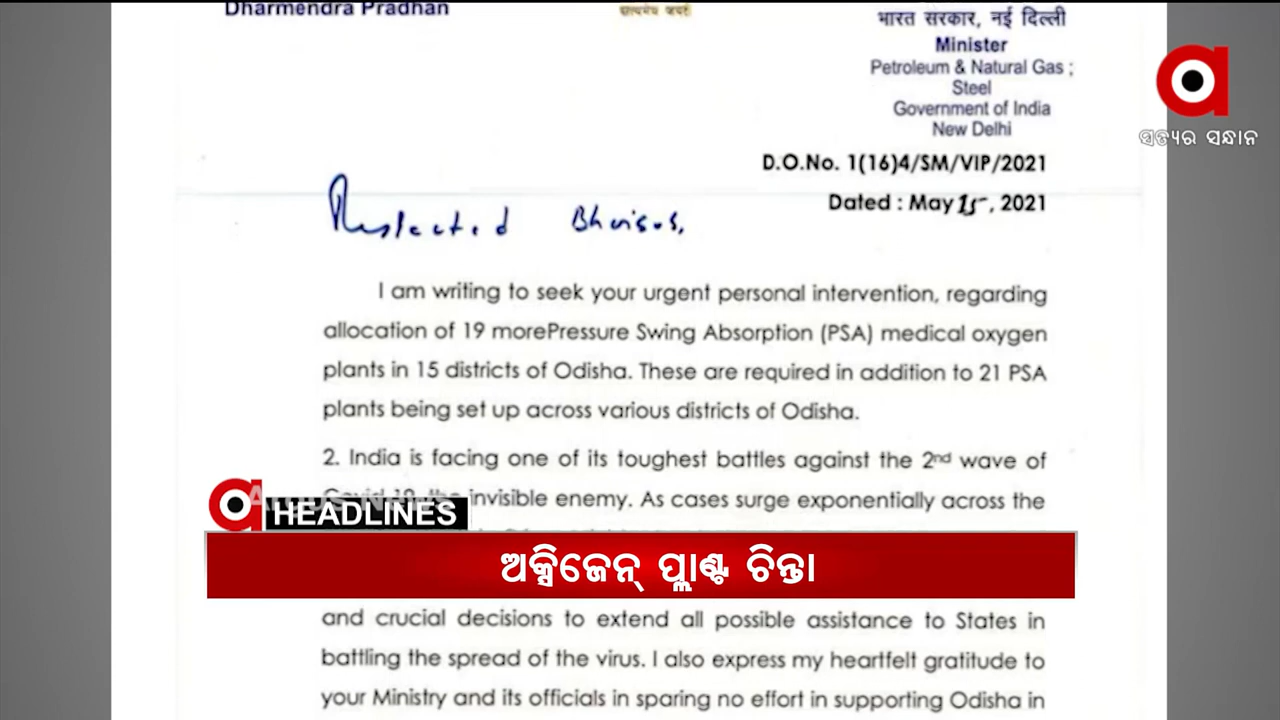 Dharmendra Pradhan
सत्यमेव जयते
भारत सरकार, नई दिल्ली
Minister
Petroleum & Natural Gas ;
Steel
Government of India
New Delhi
ସତ୍ୟର ସନ୍ଧାନ
D.O.No. 1(16)4/SM/VIP/2021
Dated : May 15, 2021
I am writing to seek your urgent personal intervention, regarding
allocation of 19 morePressure Swing Absorption (PSA) medical oxygen
plants in 15 districts of Odisha. These are required in addition to 21 PSA
plants being set up across various districts of Odisha.
2. India is facing one of its toughest battles against the 2nd wave of
Covid-19, the invisible enemy. As cases surge exponentially across the
HEADLINES
ଅକ୍ସିଜେନ୍ ପ୍ଲାଣ୍ଟ ଚିନ୍ତା
and crucial decisions to extend all possible assistance to States in
battling the spread of the virus. I also express my heartfelt gratitude to
your Ministry and its officials in sparing no effort in supporting Odisha in